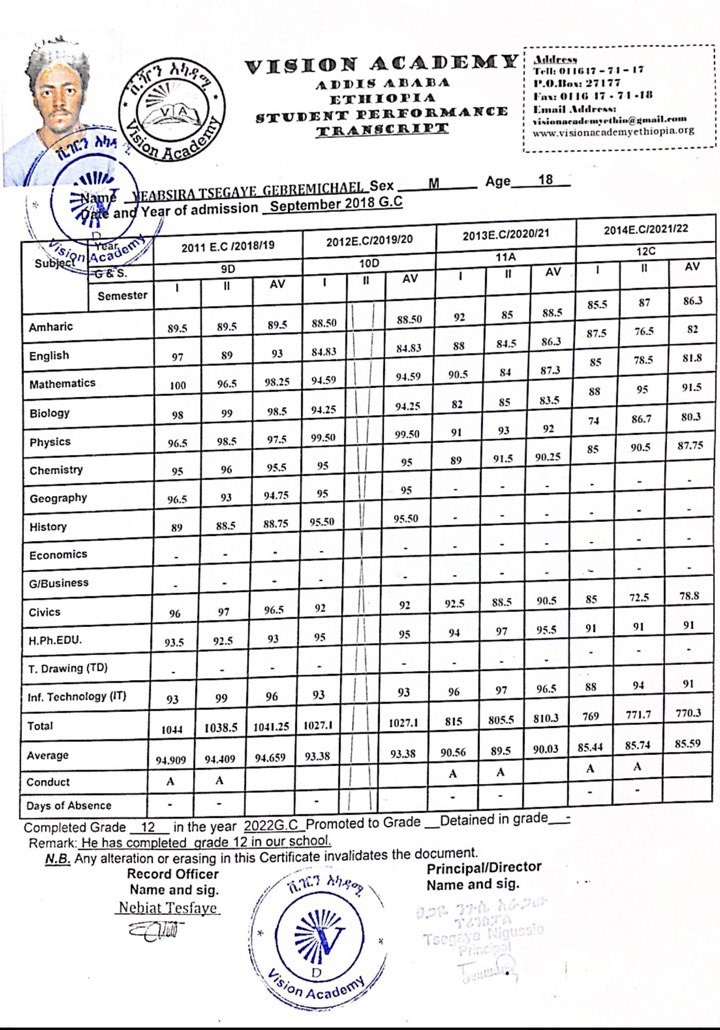 ቪዥን አካዳሚ
VA
Vision Academy
VISION ACADEMY
ADDIS ABABA
ETHIOPIA
STUDENT PERFORMANCE
TRANSCRIPT
Address
Tell: 011617 - 71 - 17
P.O.Box: 27177
Fax: 0116 17 - 71 -18
Email Address:
visionacademyethio@gmail.com
www.visionacademyethiopia.org
Name YEABSIRA TSEGAYE GEBREMICHAEL Sex M Age 18
Date and Year of admission September 2018 G.C
V
D
Vision Academy
Year 2011 E.C /2018/19 2012E.C/2019/20 2013E.C/2020/21 2014E.C/2021/22
Subject G & S. 9D 10D 11A 12C
Semester I II AV I II AV I II AV I II AV
Amharic 89.5 89.5 89.5 88.50 88.50 92 85 88.5 85.5 87 86.3
English 97 89 93 84.83 84.83 88 84.5 86.3 87.5 76.5 82
Mathematics 100 96.5 98.25 94.59 94.59 90.5 84 87.3 85 78.5 81.8
Biology 98 99 98.5 94.25 94.25 82 85 83.5 88 95 91.5
Physics 96.5 98.5 97.5 99.50 99.50 91 93 92 74 86.7 80.3
Chemistry 95 96 95.5 95 95 89 91.5 90.25 85 90.5 87.75
Geography 96.5 93 94.75 95 95 - - - - - -
History 89 88.5 88.75 95.50 95.50 - - - - - -
Economics - - - - - - - - - - -
G/Business - - - - - - - - - - -
Civics 96 97 96.5 92 92 92.5 88.5 90.5 85 72.5 78.8
H.Ph.EDU. 93.5 92.5 93 95 95 94 97 95.5 91 91 91
T. Drawing (TD) - - - - - - - - - - -
Inf. Technology (IT) 93 99 96 93 93 96 97 96.5 88 94 91
Total 1044 1038.5 1041.25 1027.1 1027.1 815 805.5 810.3 769 771.7 770.3
Average 94.909 94.409 94.659 93.38 93.38 90.56 89.5 90.03 85.44 85.74 85.59
Conduct A A A A A A
Days of Absence - - - - - - -
Completed Grade 12 in the year 2022G.C Promoted to Grade __Detained in grade__-
Remark: He has completed grade 12 in our school.
N.B. Any alteration or erasing in this Certificate invalidates the document.
Record Officer
Name and sig.
Nebiat Tesfaye
Principal/Director
Name and sig.
Tsegaye Nigussie
Principal
V
D
Vision Academy